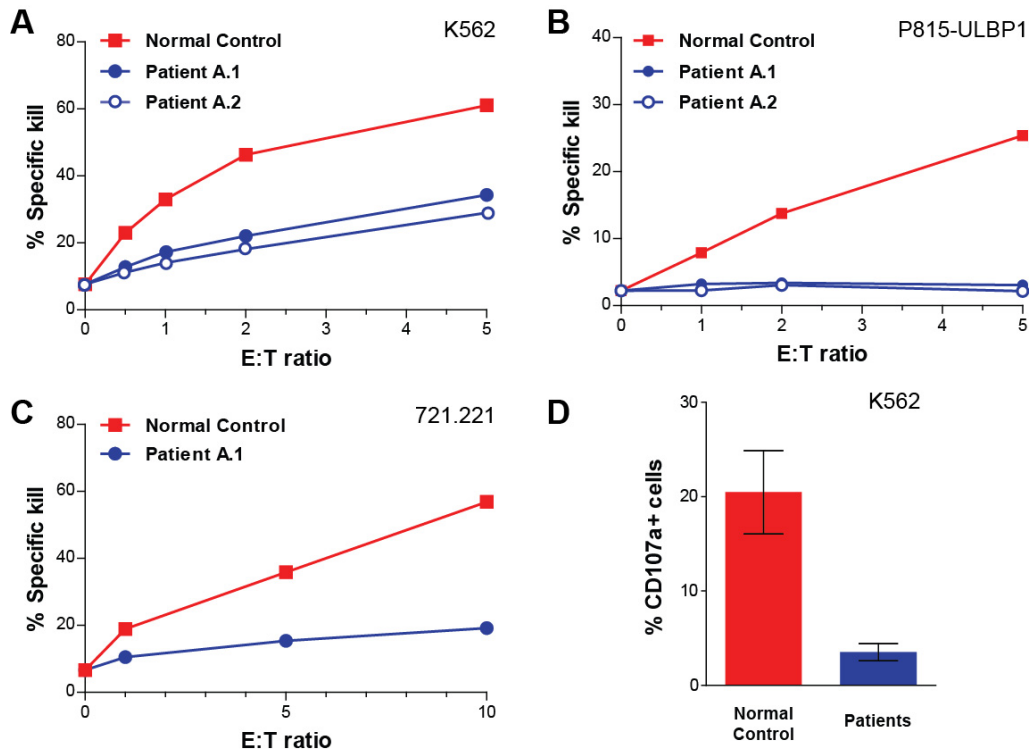 A
K562
Normal Control
Patient A.1
Patient A.2
% Specific kill
80
60
40
20
0
0 1 2 3 4 5
E:T ratio
B
P815-ULBP1
Normal Control
Patient A.1
Patient A.2
% Specific kill
40
30
20
10
0
0 1 2 3 4 5
E:T ratio
C
721.221
Normal Control
Patient A.1
% Specific kill
80
60
40
20
0
0 5 10
E:T ratio
D
K562
% CD107a+ cells
30
20
10
0
Normal
Control
Patients